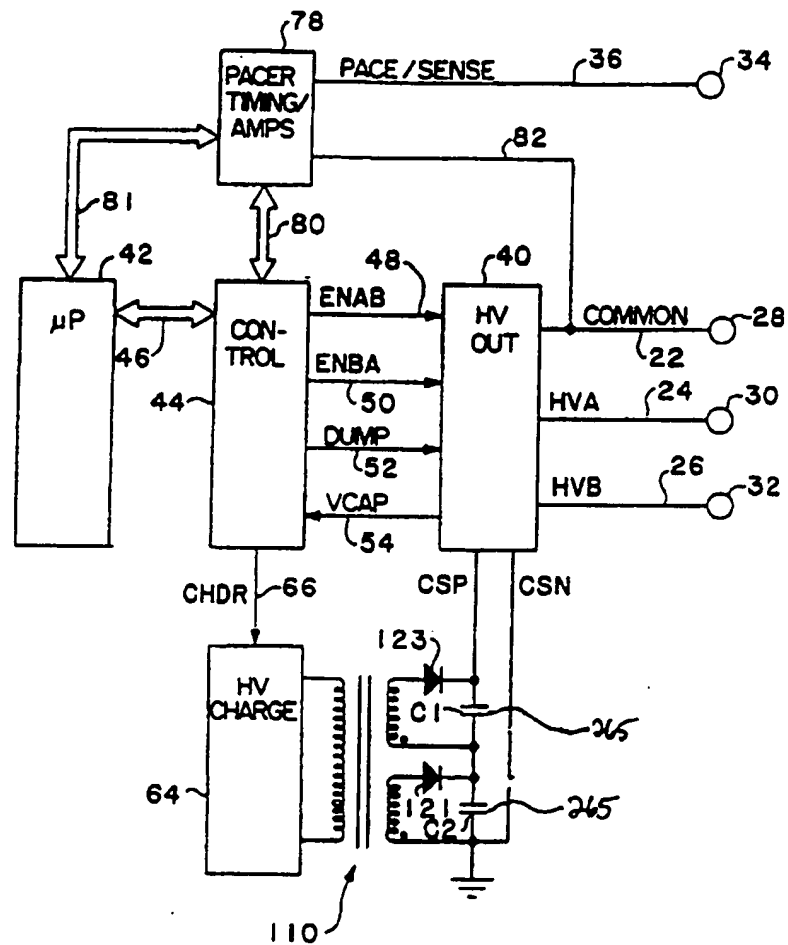 78
PACER
TIMING/
AMPS
PACE/SENSE
36
34
82
81
80
42
µP
46
44
CON-
TROL
ENAB
48
40
HV
OUT
COMMON
28
22
ENBA
50
HVA
24
30
DUMP
52
HVB
26
32
VCAP
54
CHDR
66
CSP
CSN
123
HV
CHARGE
C1
265
64
121
C2
265
110